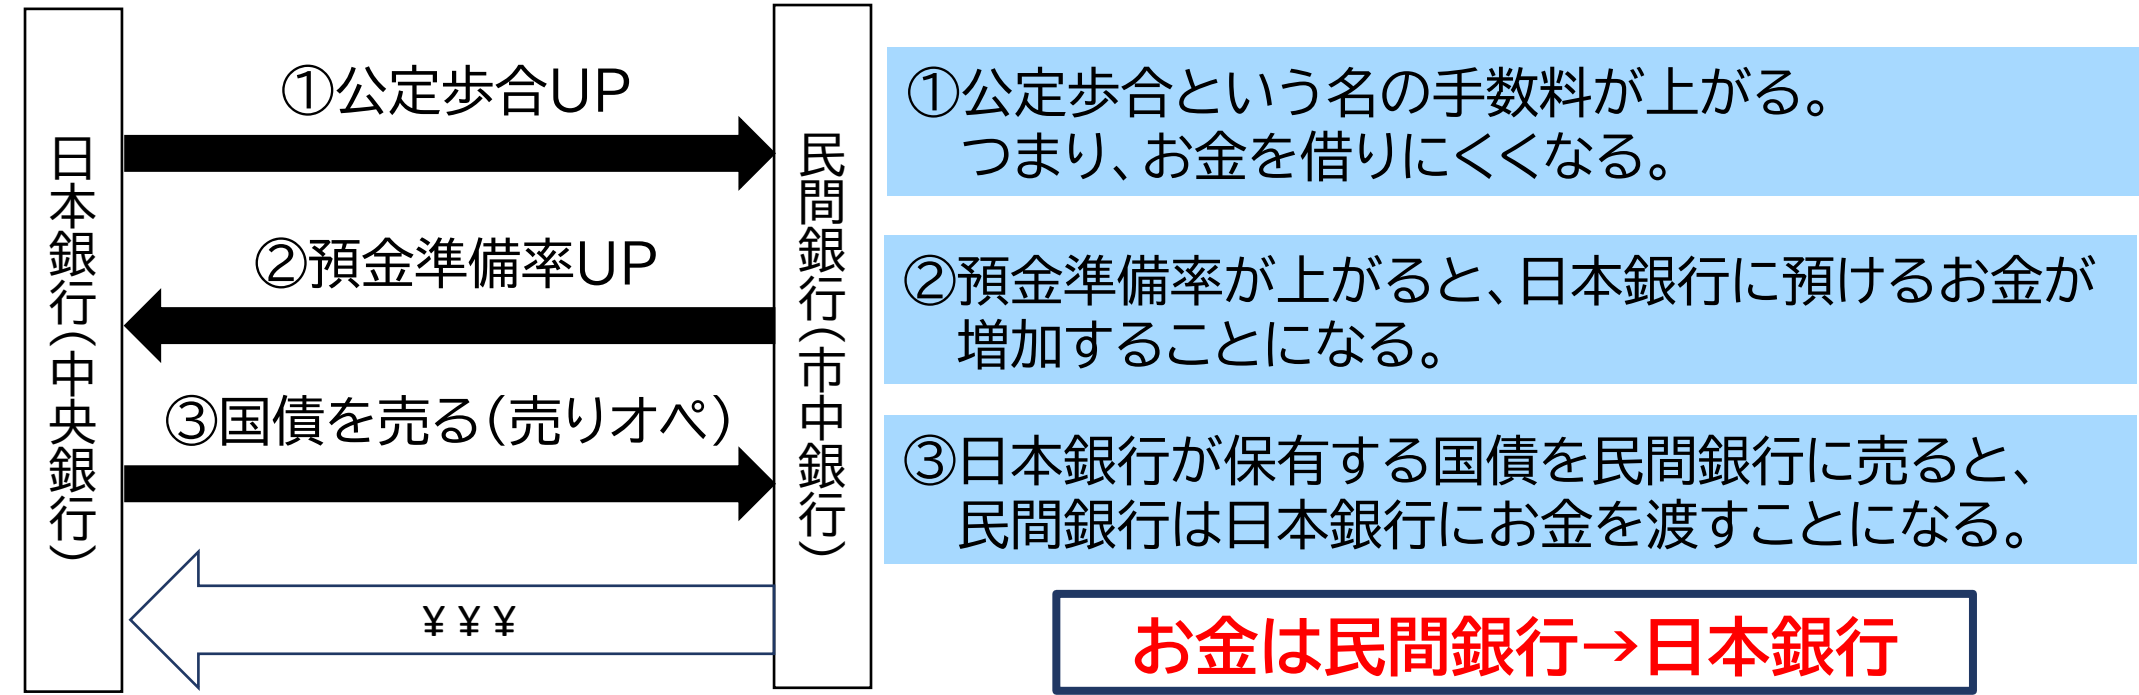 日本銀行(中央銀行)
①公定歩合UP
②預金準備率UP
③国債を売る(売りオペ)
¥¥¥
民間銀行(市中銀行)
①公定歩合という名の手数料が上がる。
つまり、お金を借りにくくなる。
②預金準備率が上がると、日本銀行に預けるお金が
増加することになる。
③日本銀行が保有する国債を民間銀行に売ると、
民間銀行は日本銀行にお金を渡すことになる。
お金は民間銀行→日本銀行